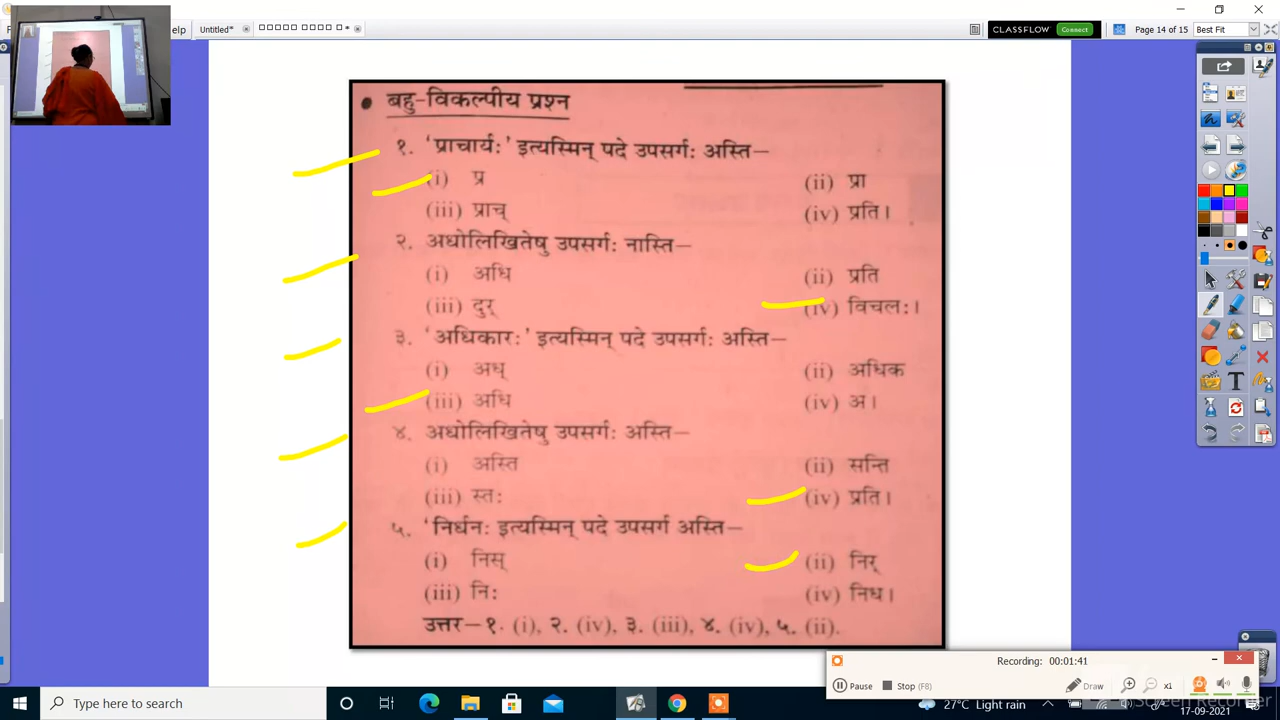 elp
Untitled*
CLASSFLOW Connect
Page 14 of 15
Best Fit
• बहु-विकल्पीय प्रश्न
१. 'प्राचार्यः' इत्यस्मिन् पदे उपसर्गः अस्ति—
(i) प्र (ii) प्रा
(iii) प्राच् (iv) प्रति।
२. अधोलिखितेषु उपसर्गः नास्ति—
(i) अधि (ii) प्रति
(iii) दुर् (iv) विचलः।
३. 'अधिकारः' इत्यस्मिन् पदे उपसर्गः अस्ति—
(i) अध् (ii) अधिक
(iii) अधि (iv) अ।
४. अधोलिखितेषु उपसर्गः अस्ति—
(i) अस्ति (ii) सन्ति
(iii) स्तः (iv) प्रति।
५. 'निर्धनः इत्यस्मिन् पदे उपसर्ग अस्ति—
(i) निस् (ii) निर्
(iii) निः (iv) निध।
उत्तर—१. (i), २. (iv), ३. (iii), ४. (iv), ५. (ii).
Recording: 00:01:41
Pause Stop (F8) Draw x1
Screen Recorder
Type here to search
27°C Light rain
17-09-2021